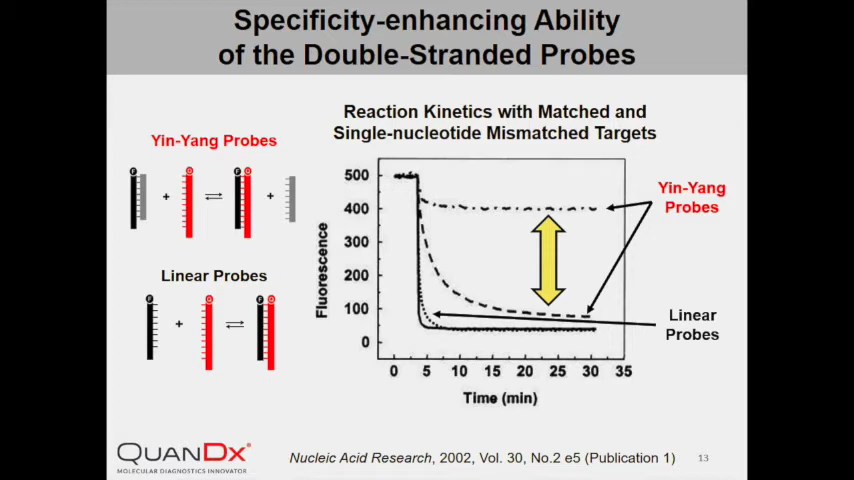 Specificity-enhancing Ability
of the Double-Stranded Probes
Yin-Yang Probes
F
Q
F Q
+
+
Linear Probes
F
Q
F Q
+
Reaction Kinetics with Matched and
Single-nucleotide Mismatched Targets
500
400
300
200
100
0
Fluorescence
0 5 10 15 20 25 30 35
Time (min)
Yin-Yang
Probes
Linear
Probes
QUANDX
MOLECULAR DIAGNOSTICS INNOVATOR
Nucleic Acid Research, 2002, Vol. 30, No.2 e5 (Publication 1)
13